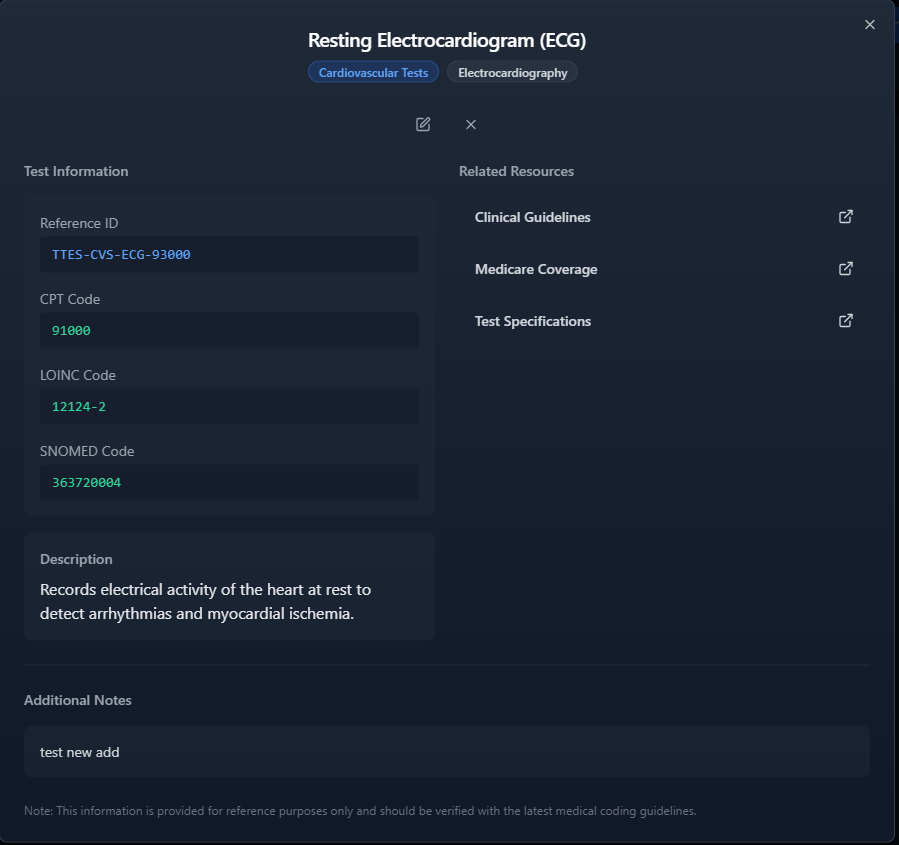 Resting Electrocardiogram (ECG)
Cardiovascular Tests
Electrocardiography
Test Information
Reference ID
TTES-CVS-ECG-93000
CPT Code
91000
LOINC Code
12124-2
SNOMED Code
363720004
Description
Records electrical activity of the heart at rest to
detect arrhythmias and myocardial ischemia.
Related Resources
Clinical Guidelines
Medicare Coverage
Test Specifications
Additional Notes
test new add
Note: This information is provided for reference purposes only and should be verified with the latest medical coding guidelines.